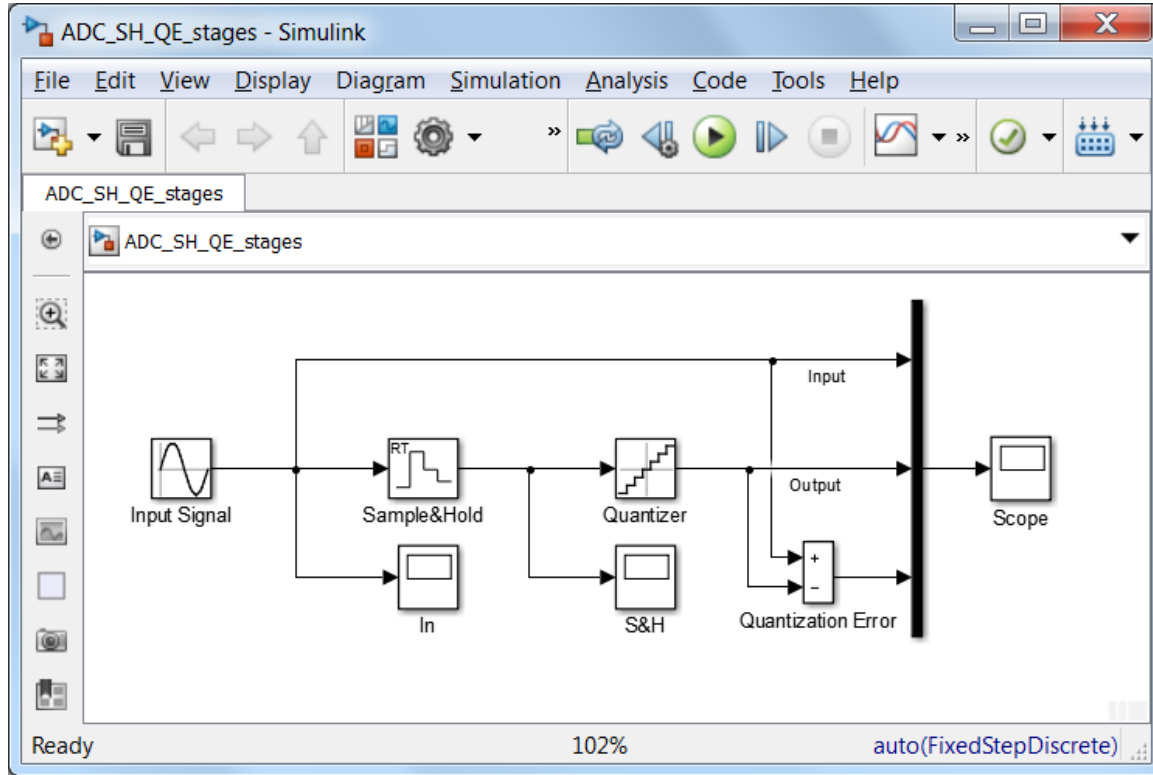 ADC_SH_QE_stages - Simulink
File Edit View Display Diagram Simulation Analysis Code Tools Help
» »
ADC_SH_QE_stages
ADC_SH_QE_stages
Input
RT
Output
Input Signal Sample&Hold Quantizer Scope
+
−
In S&H Quantization Error
Ready 102% auto(FixedStepDiscrete)